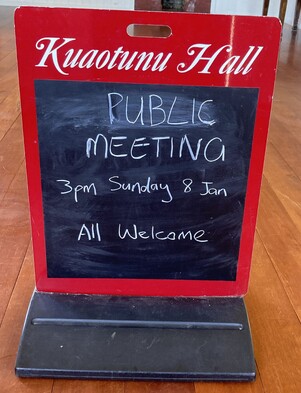 Kuaotunu Hall
PUBLIC
MEETING
3pm Sunday 8 Jan
All Welcome